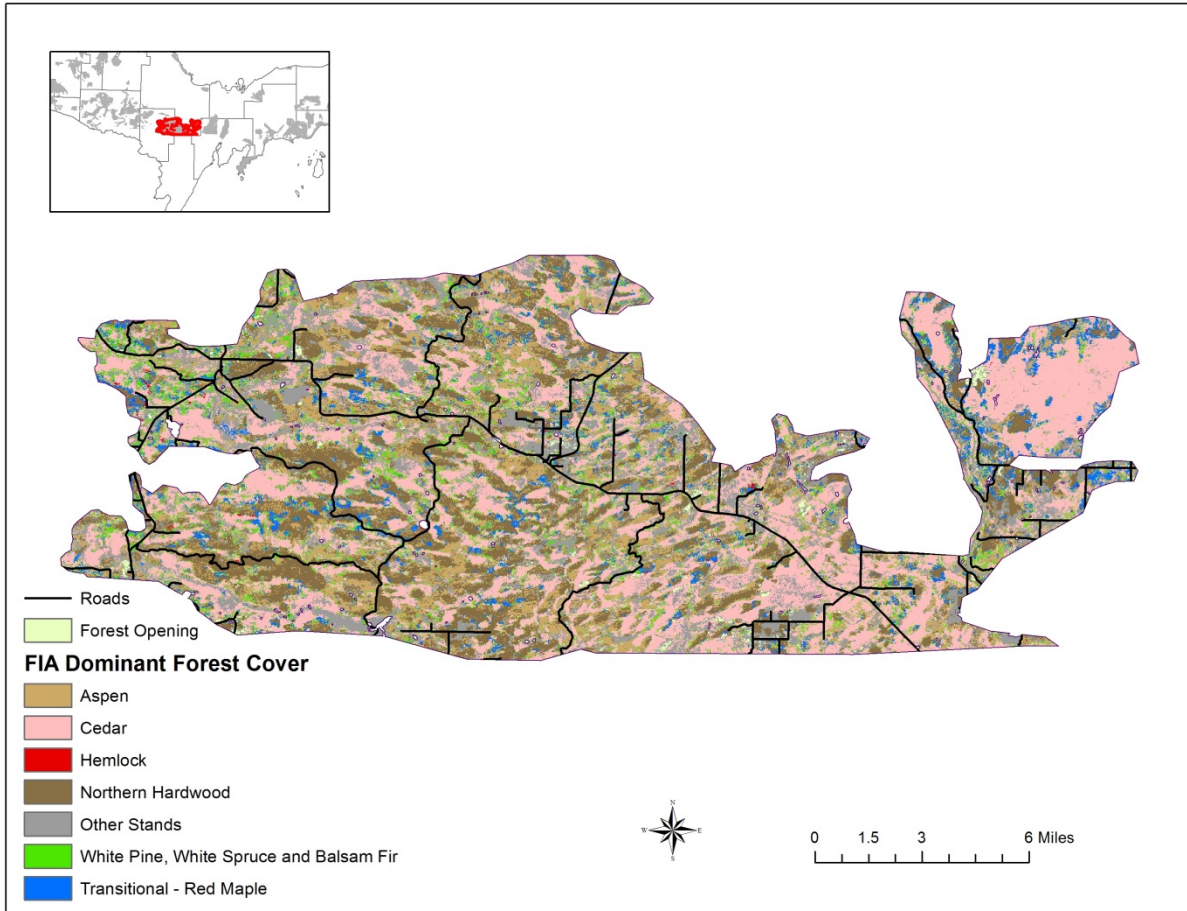 Roads
Forest Opening
FIA Dominant Forest Cover
Aspen
Cedar
Hemlock
Northern Hardwood
Other Stands
White Pine, White Spruce and Balsam Fir
Transitional - Red Maple
N
W E
S
0 1.5 3 6 Miles